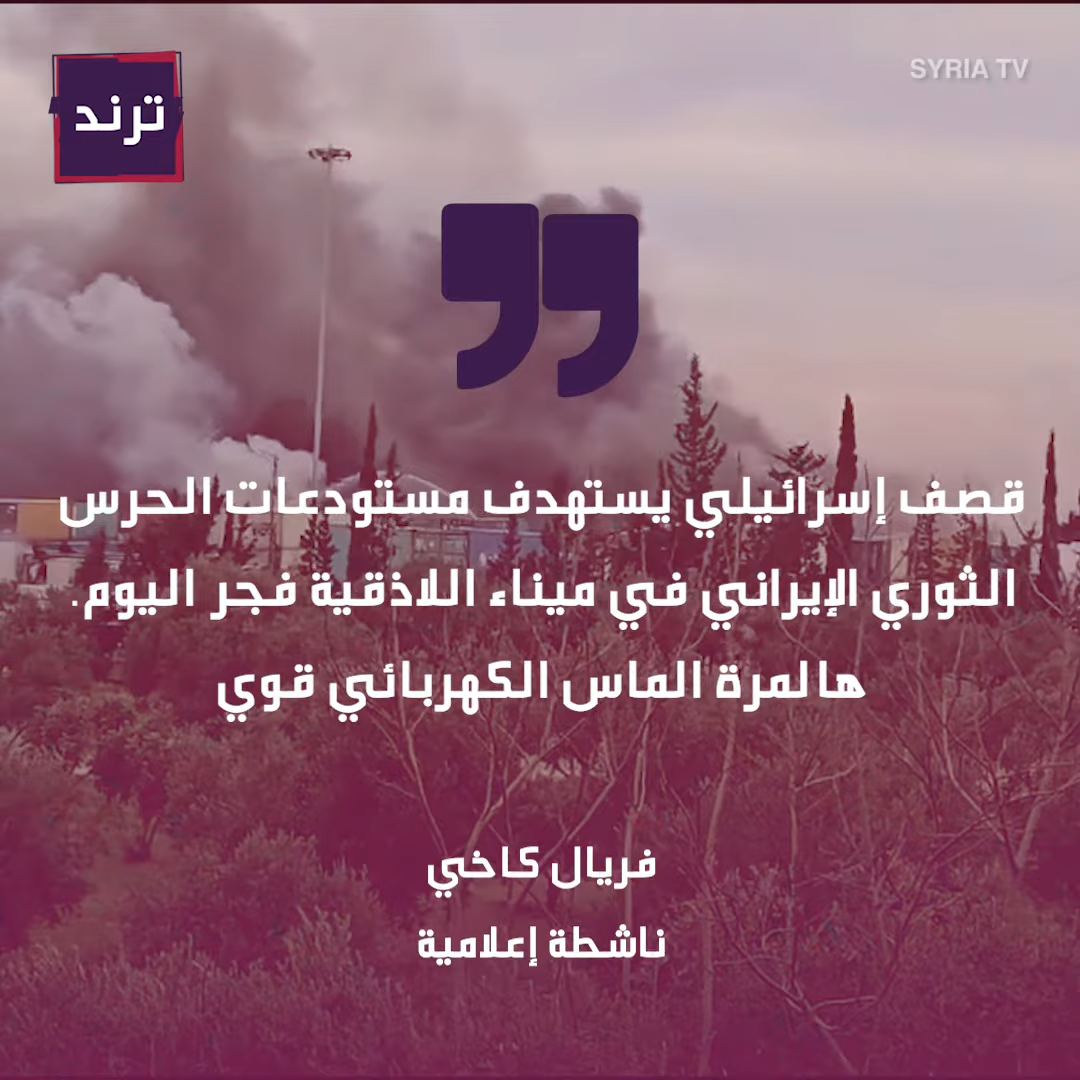 ترند
SYRIA TV
قصف إسرائيلي يستهدف مستودعات الحرس
الثوري الإيراني في ميناء اللاذقية فجر اليوم.
هالمرة الماس الكهربائي قوي
فريال كاخي
ناشطة إعلامية